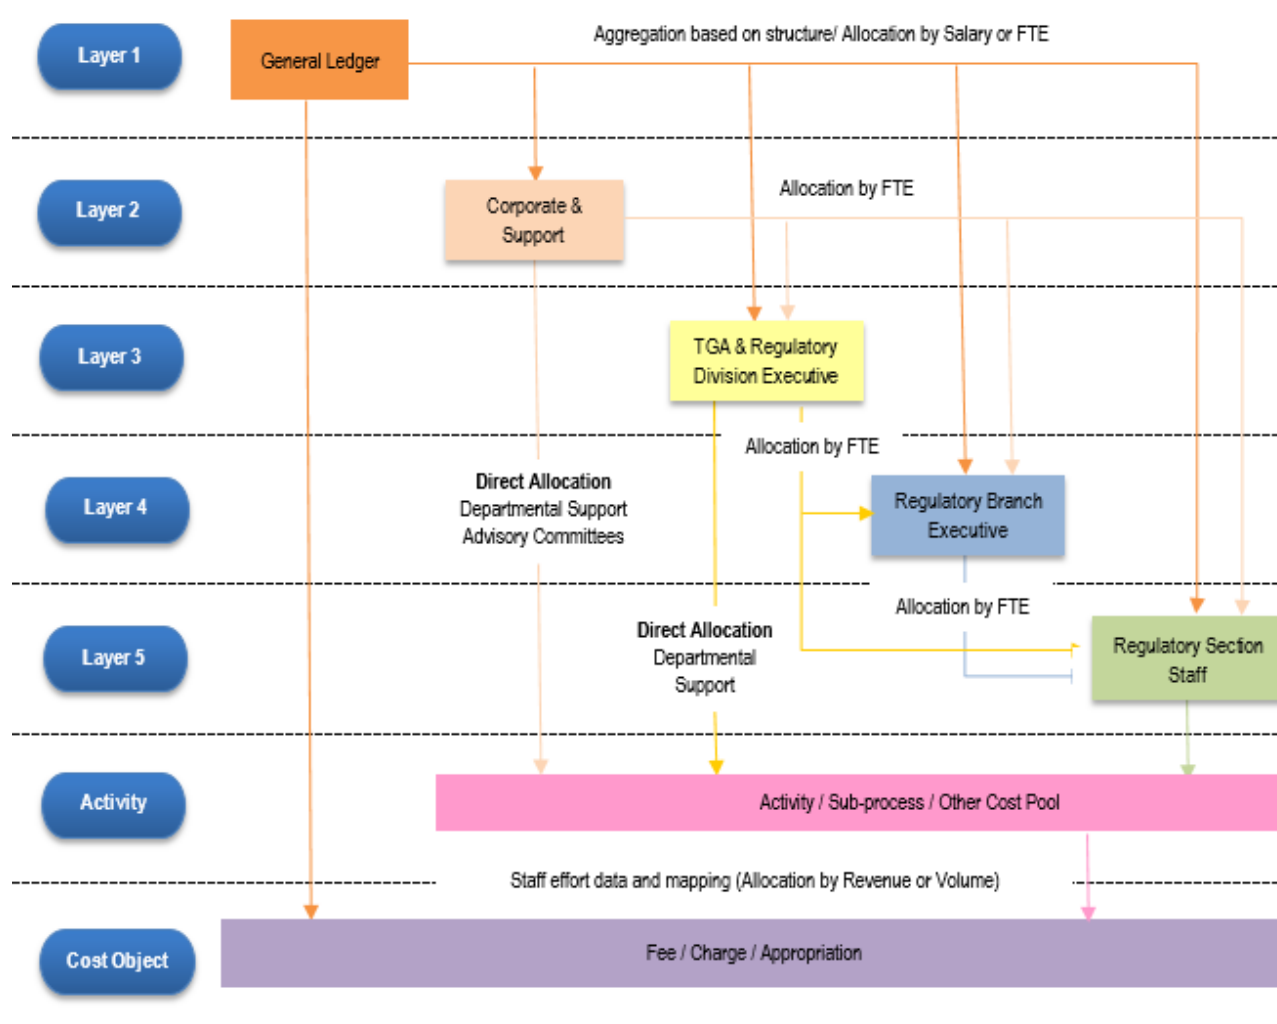 Aggregation based on structure/ Allocation by Salary or FTE
Layer 1
General Ledger
Layer 2
Corporate &
Support
Allocation by FTE
Layer 3
TGA & Regulatory
Division Executive
Allocation by FTE
Layer 4
Direct Allocation
Departmental Support
Advisory Committees
Regulatory Branch
Executive
Allocation by FTE
Layer 5
Direct Allocation
Departmental
Support
Regulatory Section
Staff
Activity
Activity / Sub-process / Other Cost Pool
Staff effort data and mapping (Allocation by Revenue or Volume)
Cost Object
Fee / Charge / Appropriation